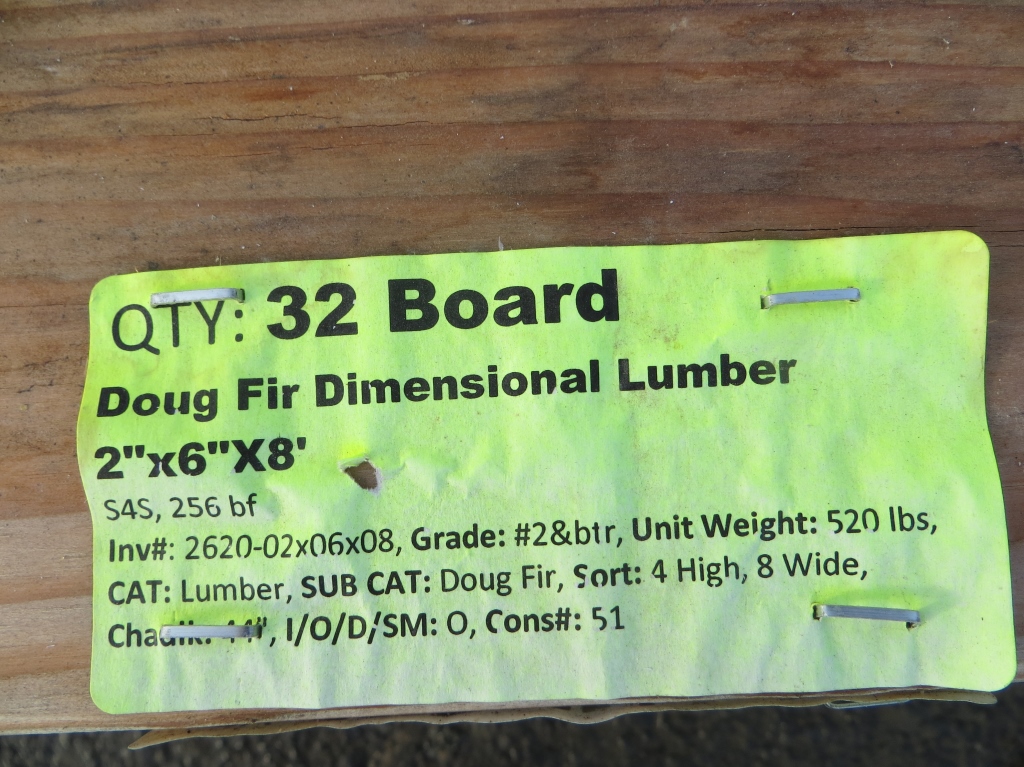 QTY: 32 Board
Doug Fir Dimensional Lumber
2"x6"X8'
S4S, 256 bf
Inv#: 2620-02x06x08, Grade: #2&btr, Unit Weight: 520 lbs,
CAT: Lumber, SUB CAT: Doug Fir, Sort: 4 High, 8 Wide,
44", I/O/D/SM: O, Cons#: 51